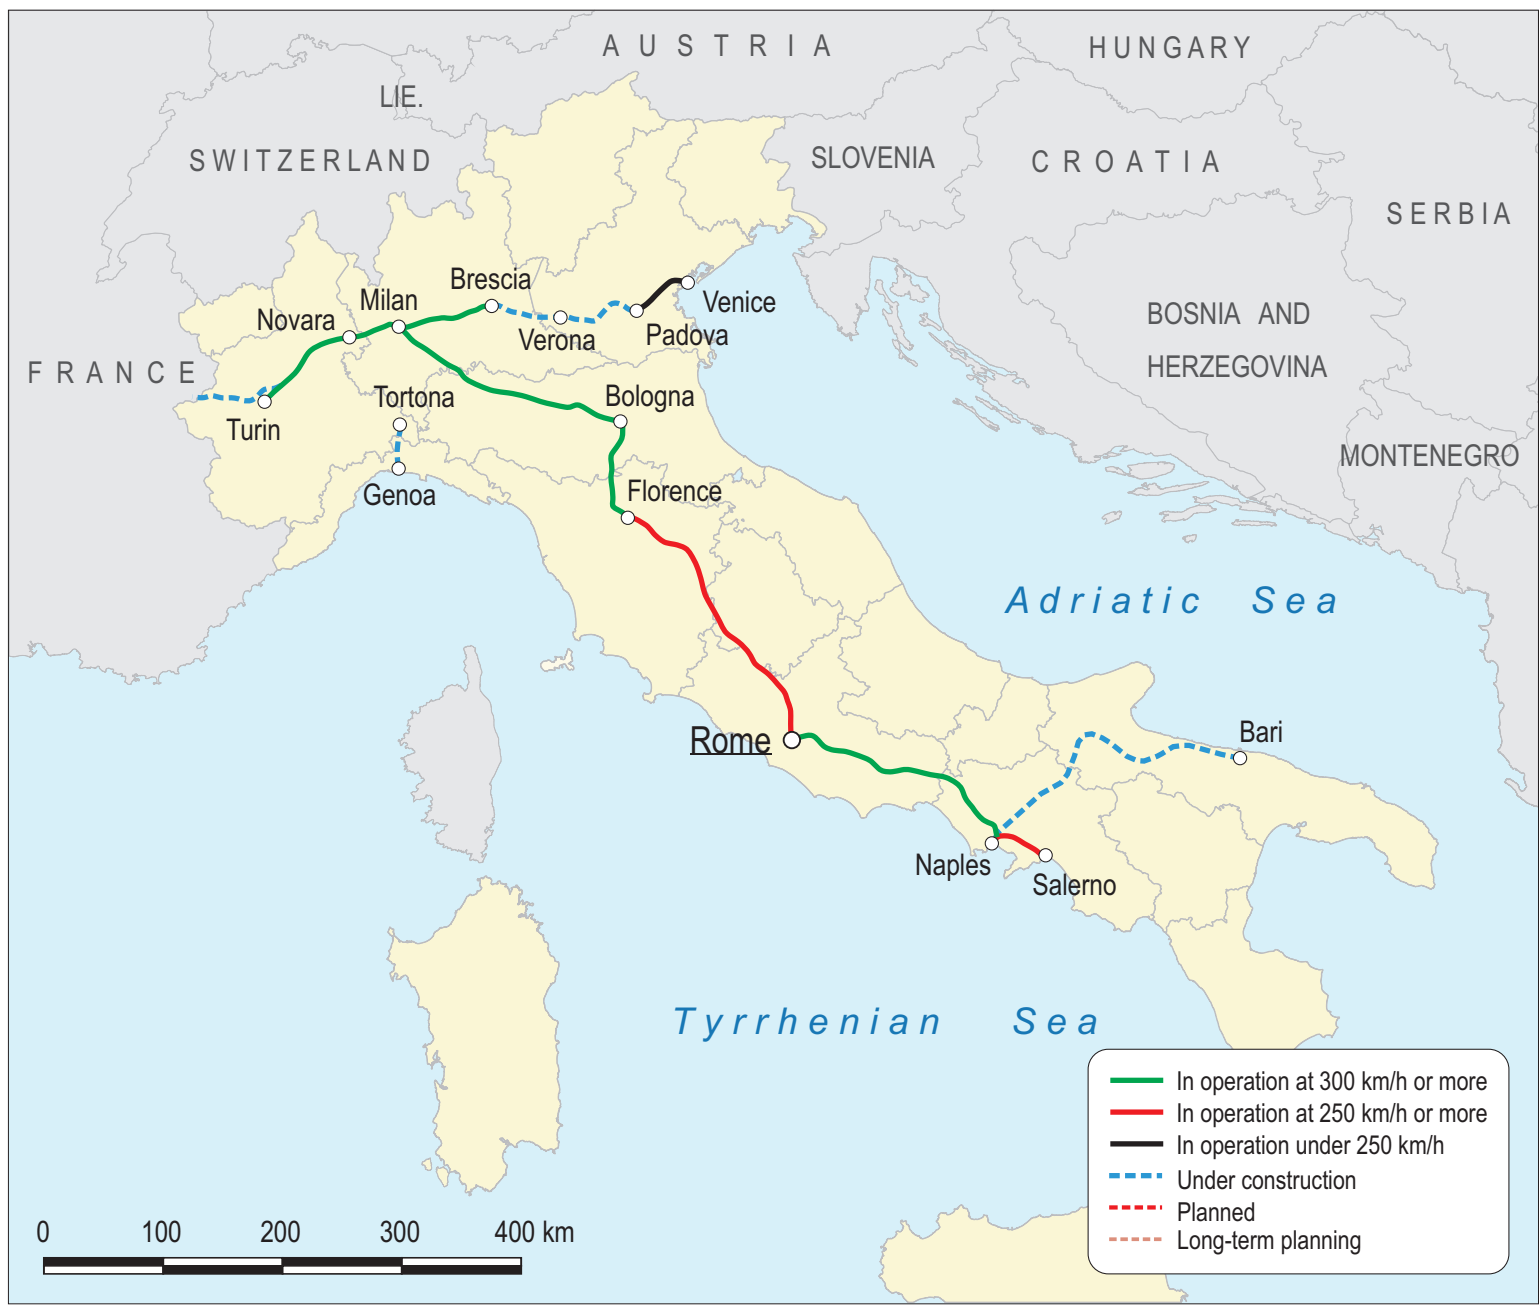 AUSTRIA
HUNGARY
LIE.
SWITZERLAND
SLOVENIA
CROATIA
SERBIA
Brescia
Milan
Venice
Novara
Verona
Padova
BOSNIA AND
HERZEGOVINA
FRANCE
Tortona
Bologna
Turin
MONTENEGRO
Genoa
Florence
Adriatic Sea
Rome
Bari
Naples
Salerno
Tyrrhenian Sea
In operation at 300 km/h or more
In operation at 250 km/h or more
In operation under 250 km/h
Under construction
Planned
Long-term planning
0 100 200 300 400 km